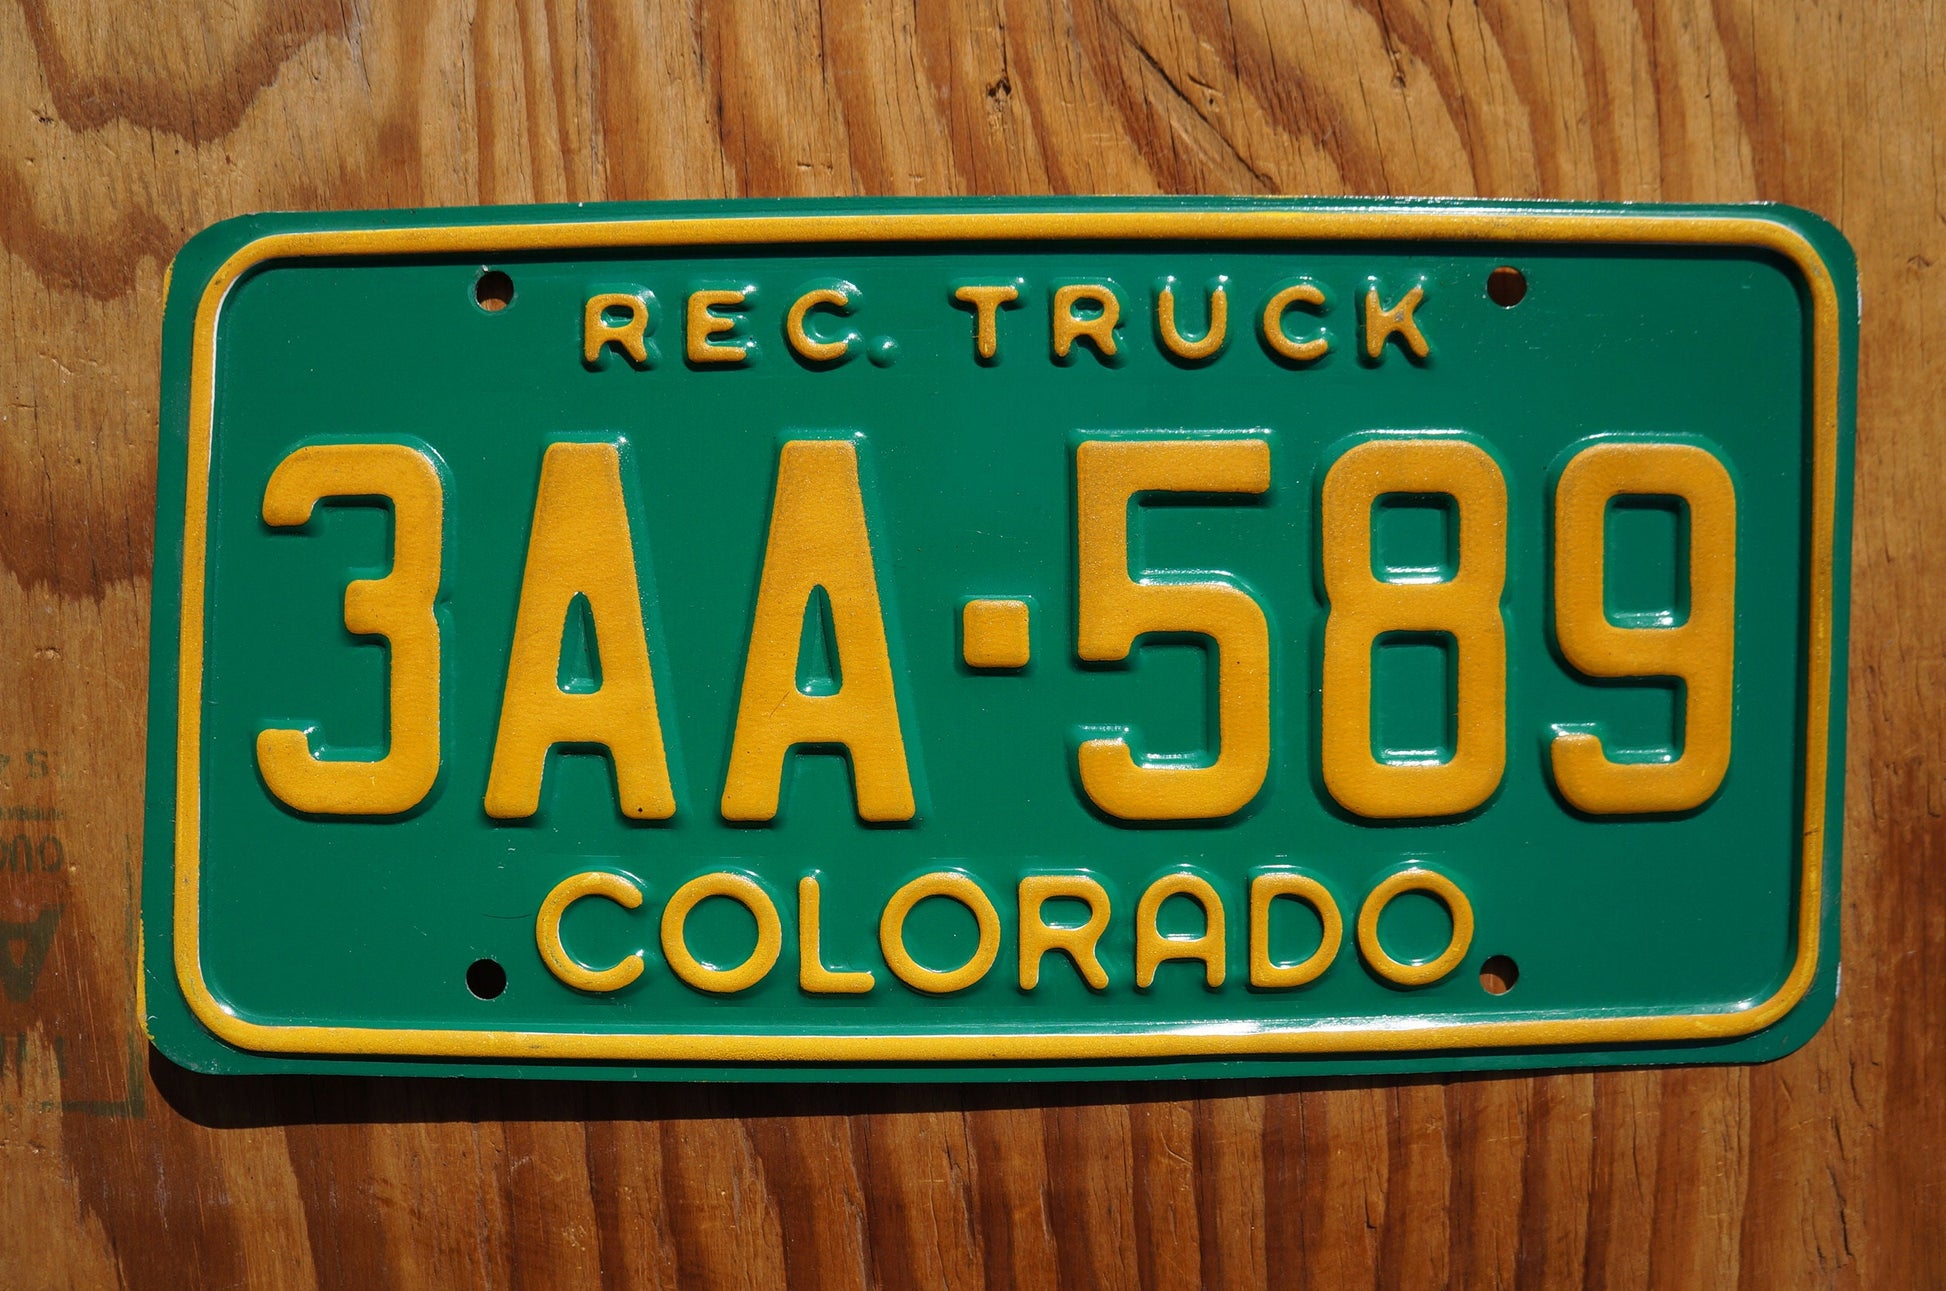 REC. TRUCK
3AA·589
COLORADO